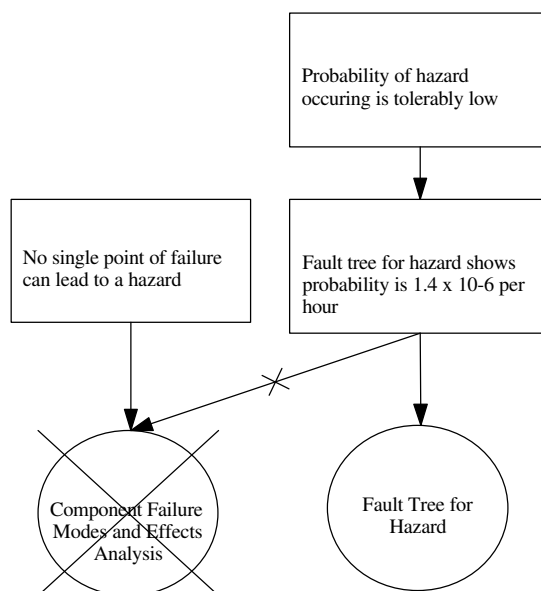 Probability of hazard
occuring is tolerably low
No single point of failure
can lead to a hazard
Fault tree for hazard shows
probability is 1.4 x 10-6 per
hour
Component Failure
Modes and Effects
Analysis
Fault Tree for
Hazard